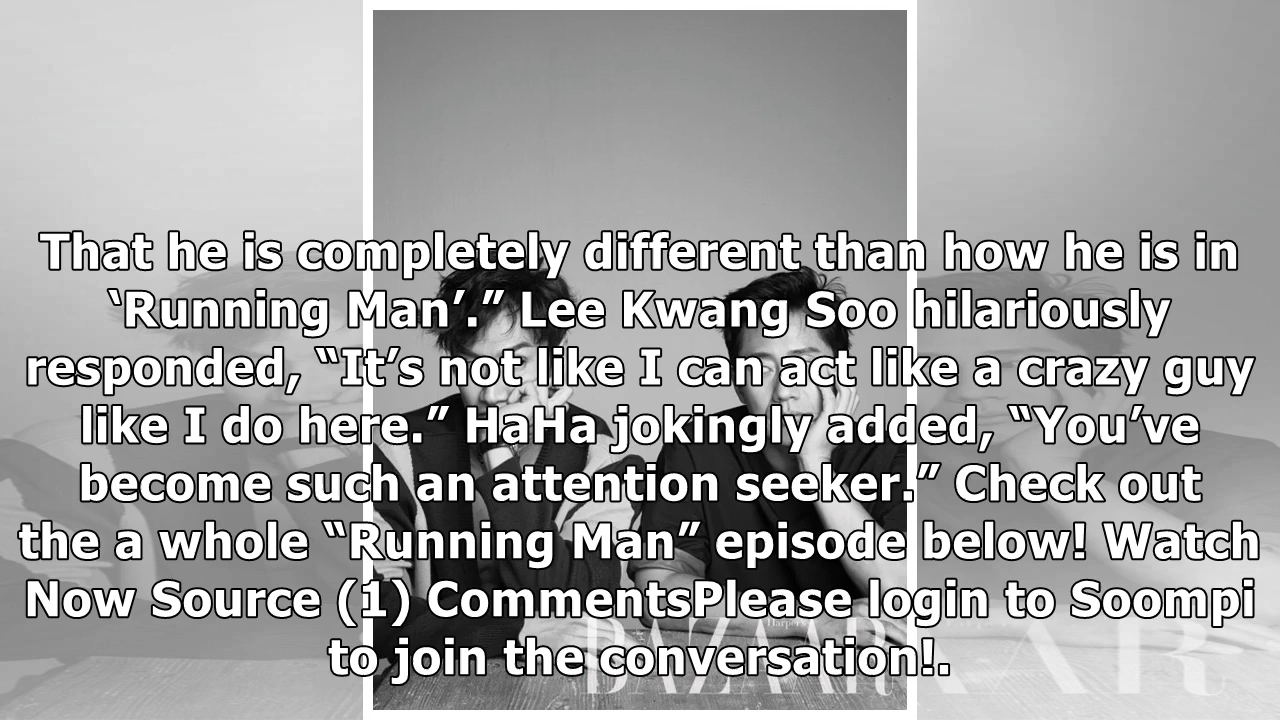 That he is completely different than how he is in
‘Running Man’.” Lee Kwang Soo hilariously
responded, “It’s not like I can act like a crazy guy
like I do here.” HaHa jokingly added, “You’ve
become such an attention seeker.” Check out
the a whole “Running Man” episode below! Watch
Now Source (1) CommentsPlease login to Soompi
to join the conversation!.
Harper's
BAZAAR